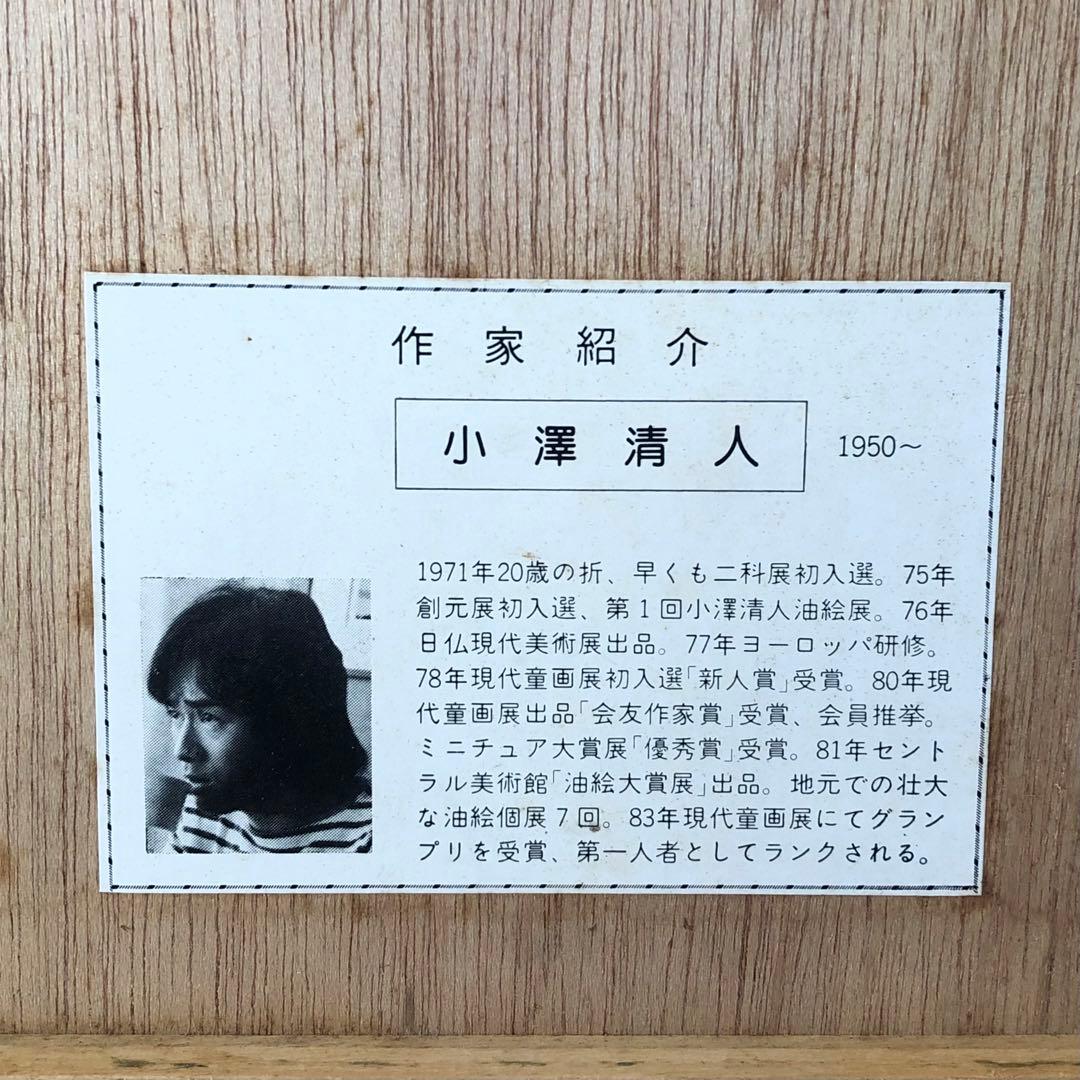 作家紹介
小澤清人 1950〜
1971年20歳の折、早くも二科展初入選。75年
創元展初入選、第1回小澤清人油絵展。76年
日仏現代美術展出品。77年ヨーロッパ研修。
78年現代童画展初入選「新人賞」受賞。80年現
代童画展出品「会友作家賞」受賞、会員推挙。
ミニチュア大賞展「優秀賞」受賞。81年セント
ラル美術館「油絵大賞展」出品。地元での壮大
な油絵個展7回。83年現代童画展にてグラン
プリを受賞、第一人者としてランクされる。